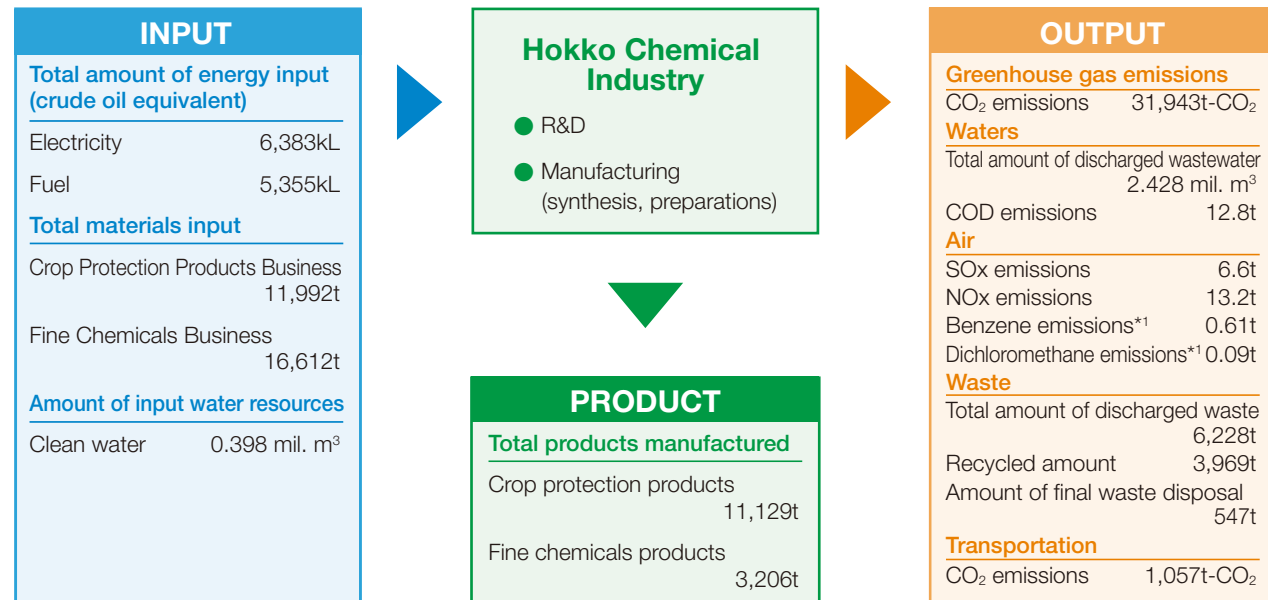 INPUT
Total amount of energy input
(crude oil equivalent)
Electricity 6,383kL
Fuel 5,355kL
Total materials input
Crop Protection Products Business
11,992t
Fine Chemicals Business
16,612t
Amount of input water resources
Clean water 0.398 mil. m³
Hokko Chemical
Industry
● R&D
● Manufacturing
(synthesis, preparations)
PRODUCT
Total products manufactured
Crop protection products
11,129t
Fine chemicals products
3,206t
OUTPUT
Greenhouse gas emissions
CO₂ emissions 31,943t-CO₂
Waters
Total amount of discharged wastewater
2.428 mil. m³
COD emissions 12.8t
Air
SOx emissions 6.6t
NOx emissions 13.2t
Benzene emissions*¹ 0.61t
Dichloromethane emissions*¹ 0.09t
Waste
Total amount of discharged waste
6,228t
Recycled amount 3,969t
Amount of final waste disposal
547t
Transportation
CO₂ emissions 1,057t-CO₂